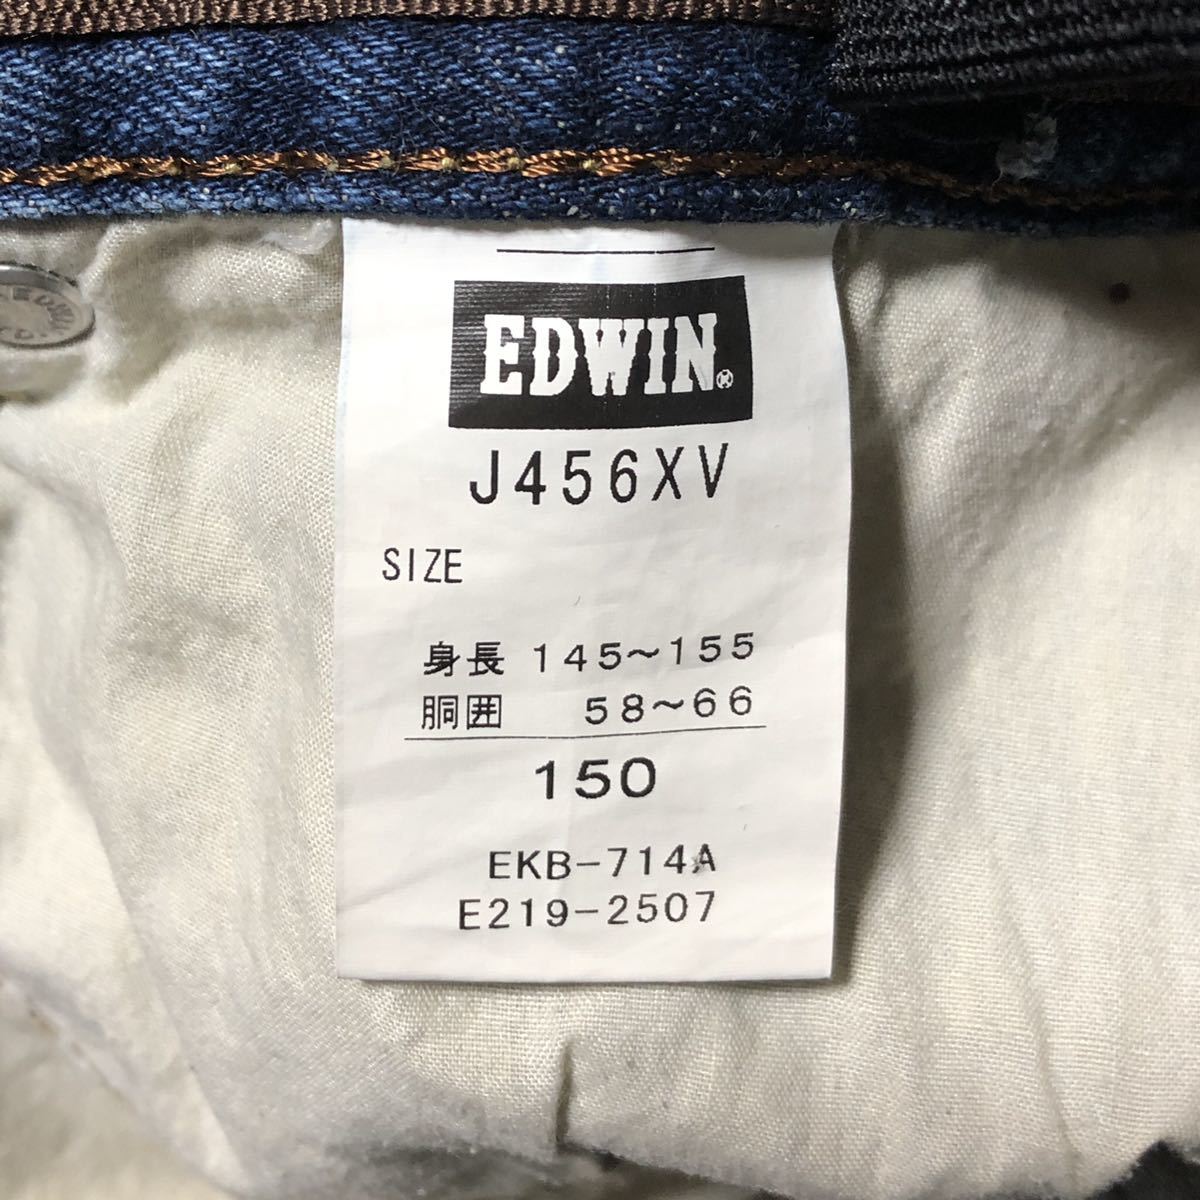 EDWIN®
J456XV
SIZE
身長 145～155
胴囲 58～66
150
EKB-714A
E219-2507